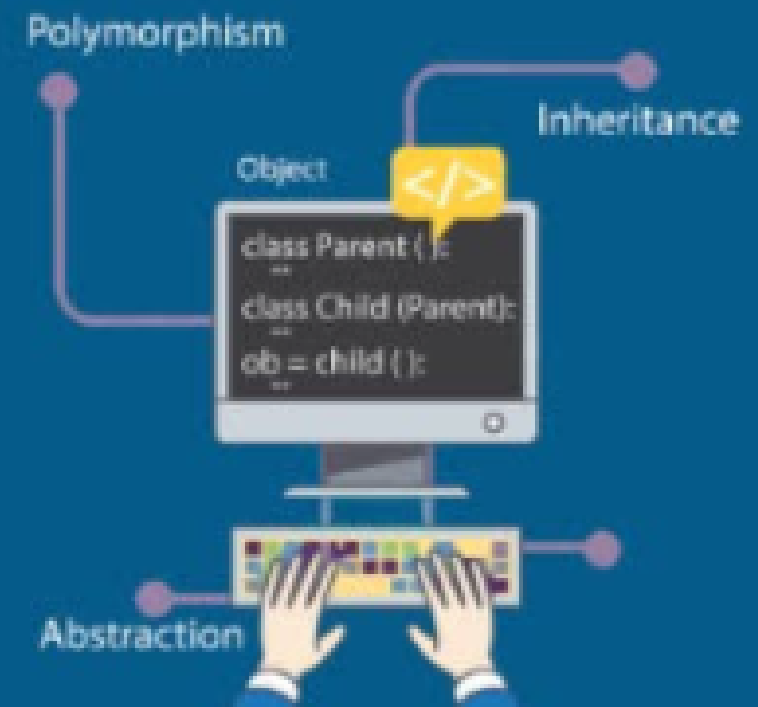 Polymorphism
Inheritance
Object
</>
class Parent ( ):
--
class Child (Parent):
--
ob = child ( ):
--
Abstraction